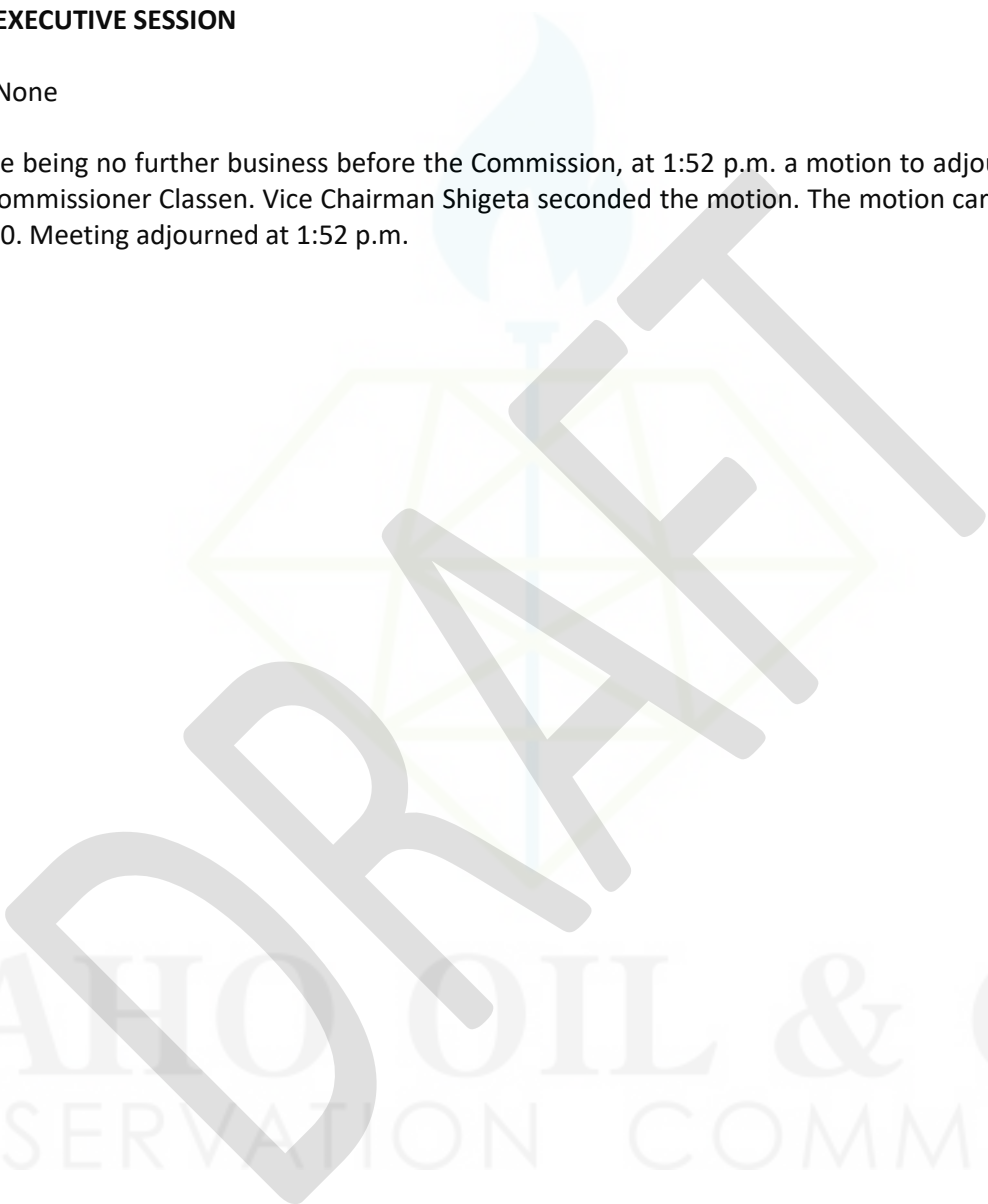 EXECUTIVE SESSION
None
e being no further business before the Commission, at 1:52 p.m. a motion to adjou
ommissioner Classen. Vice Chairman Shigeta seconded the motion. The motion car
0. Meeting adjourned at 1:52 p.m.
DRAFT
AHO OIL & G
SERVATION COMM